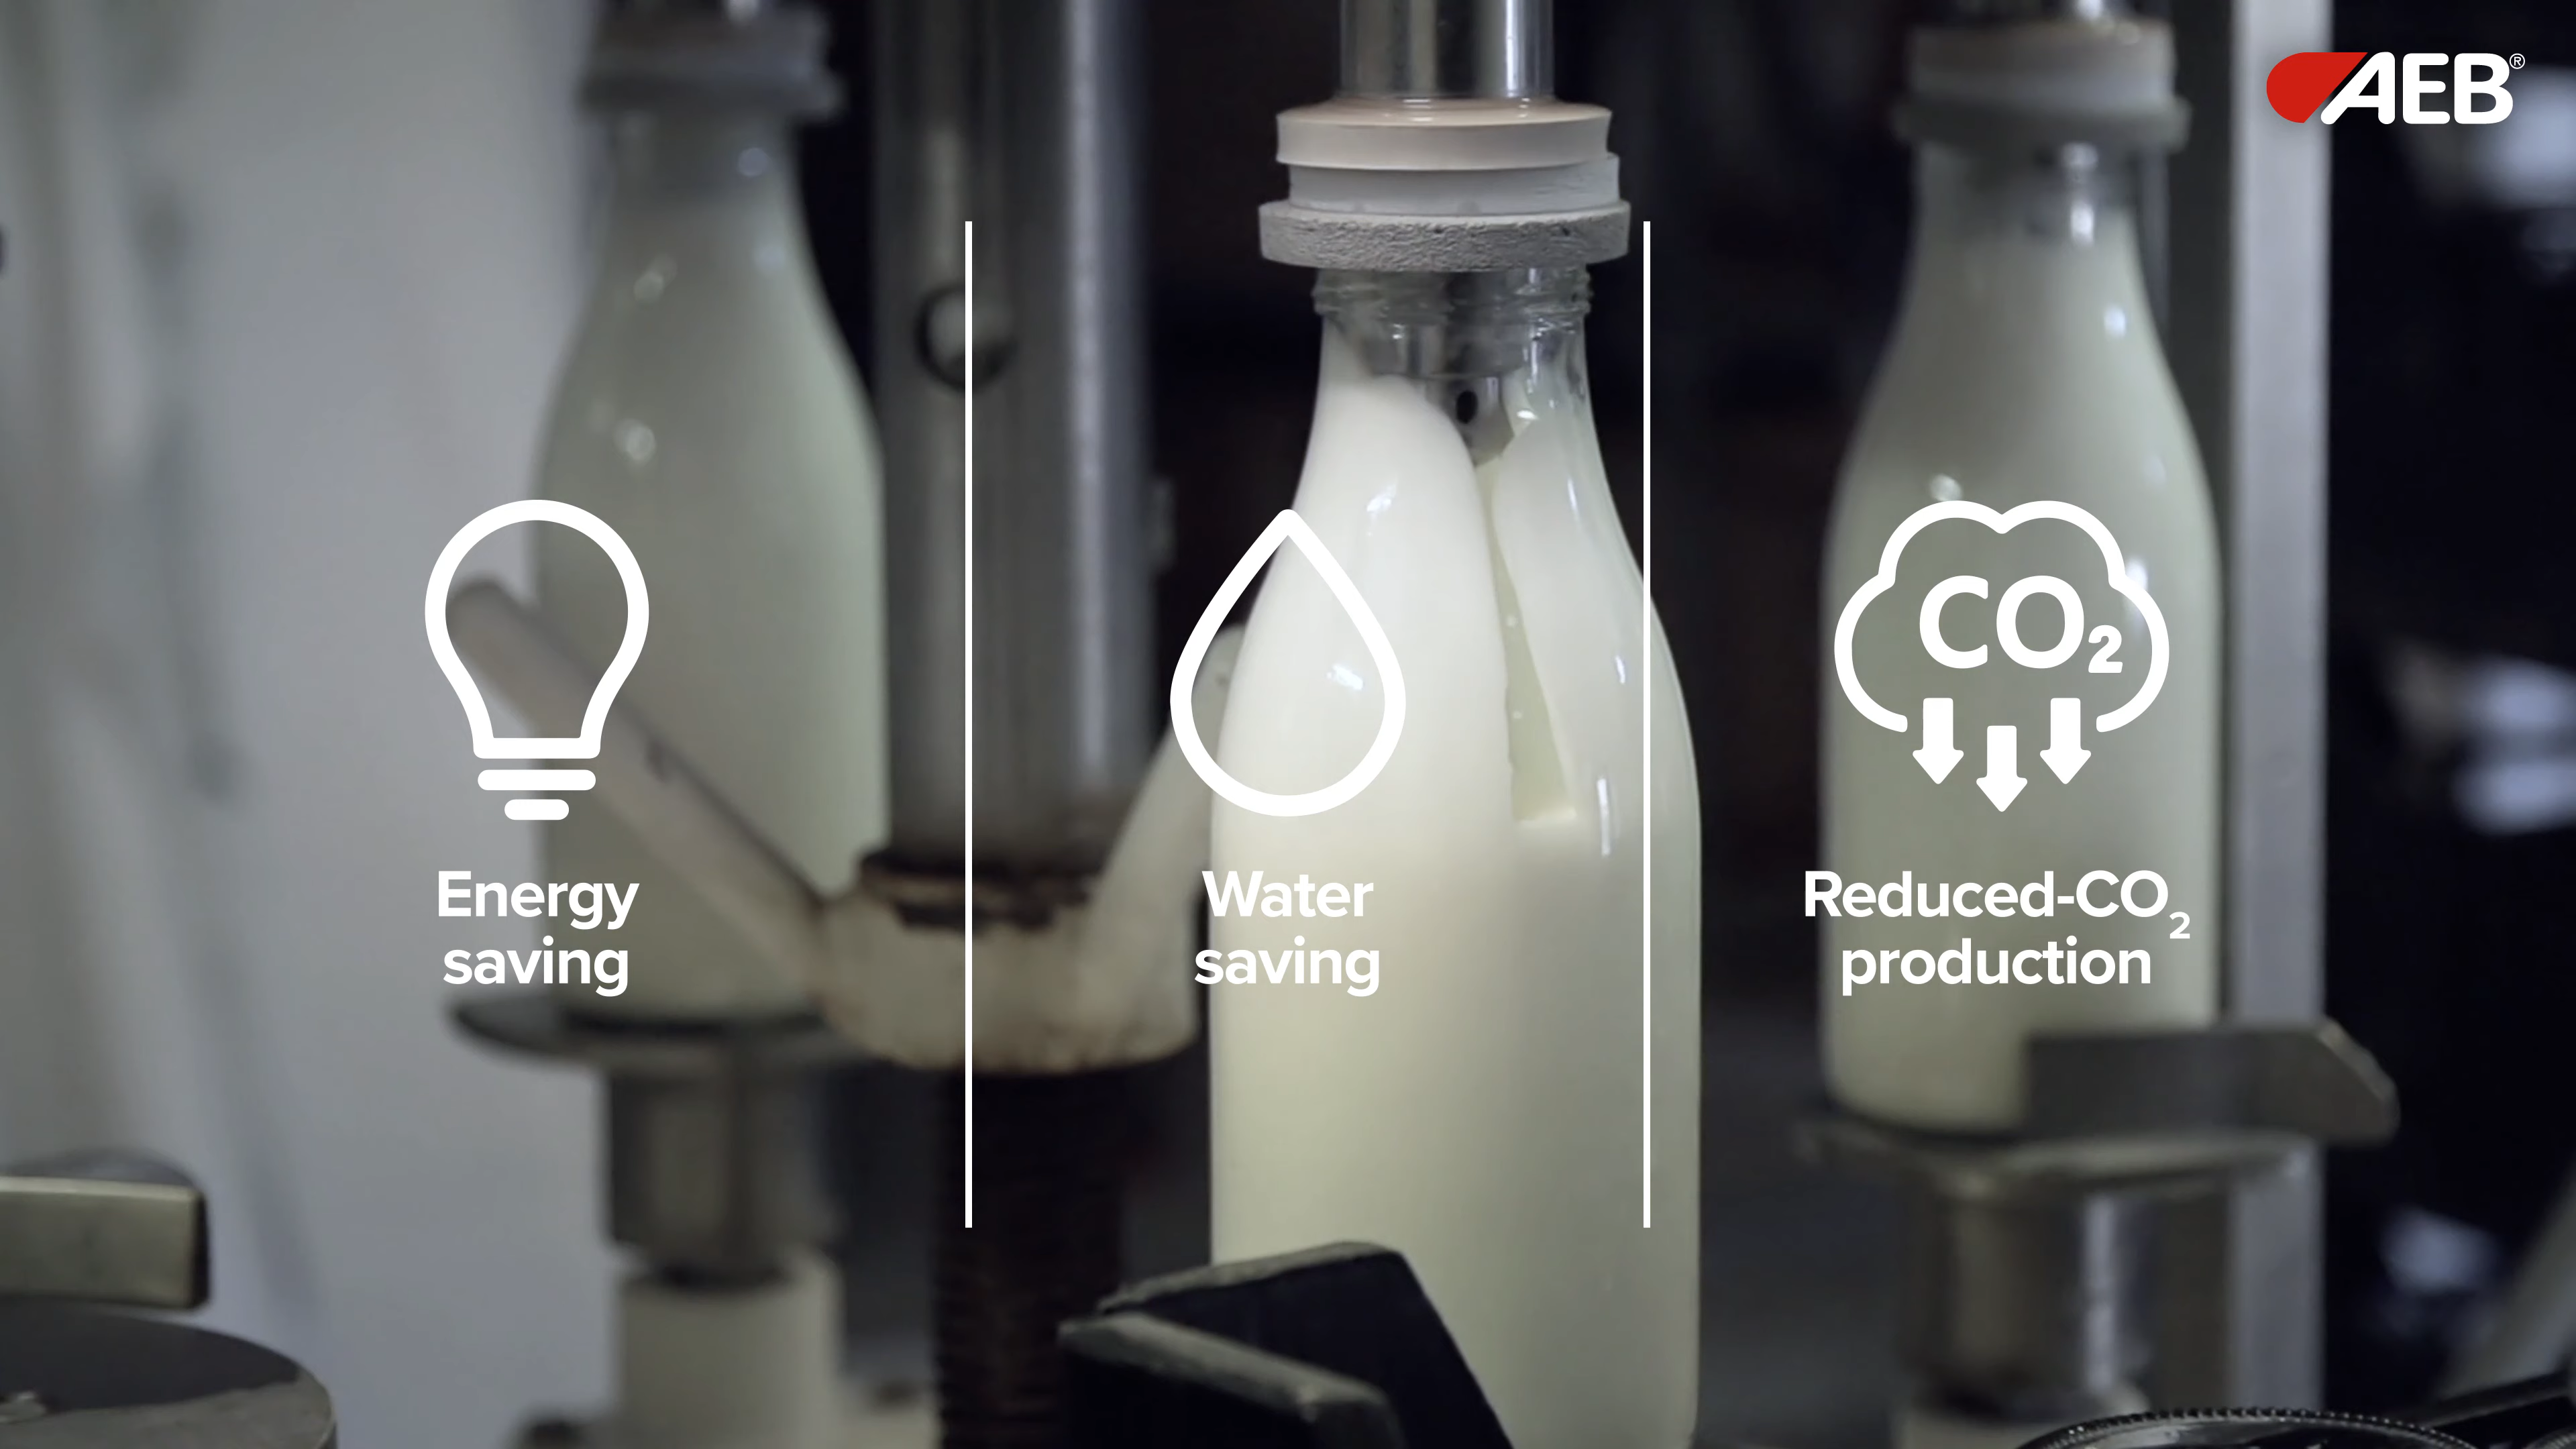 AEB®
CO₂
Energy
saving
Water
saving
Reduced-CO₂
production